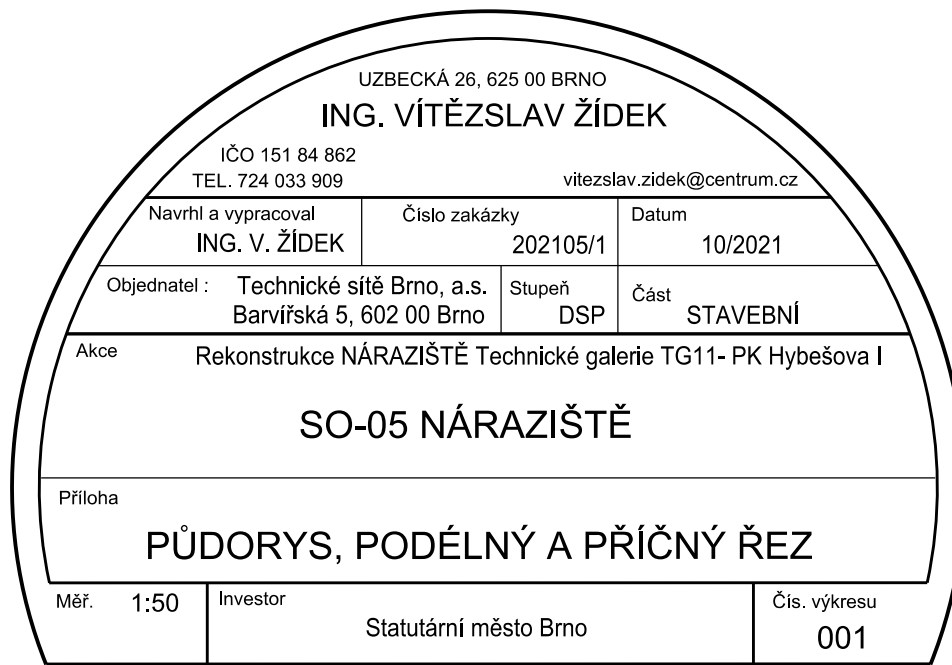 UZBECKÁ 26, 625 00 BRNO
ING. VÍTĚZSLAV ŽÍDEK
IČO 151 84 862
TEL. 724 033 909
vitezslav.zidek@centrum.cz
Navrhl a vypracoval
ING. V. ŽÍDEK
Číslo zakázky
202105/1
Datum
10/2021
Objednatel : Technické sítě Brno, a.s.
Barvířská 5, 602 00 Brno
Stupeň
DSP
Část
STAVEBNÍ
Akce
Rekonstrukce NÁRAZIŠTĚ Technické galerie TG11- PK Hybešova I
SO-05 NÁRAZIŠTĚ
Příloha
PŮDORYS, PODÉLNÝ A PŘÍČNÝ ŘEZ
Měř. 1:50
Investor
Statutární město Brno
Čís. výkresu
001